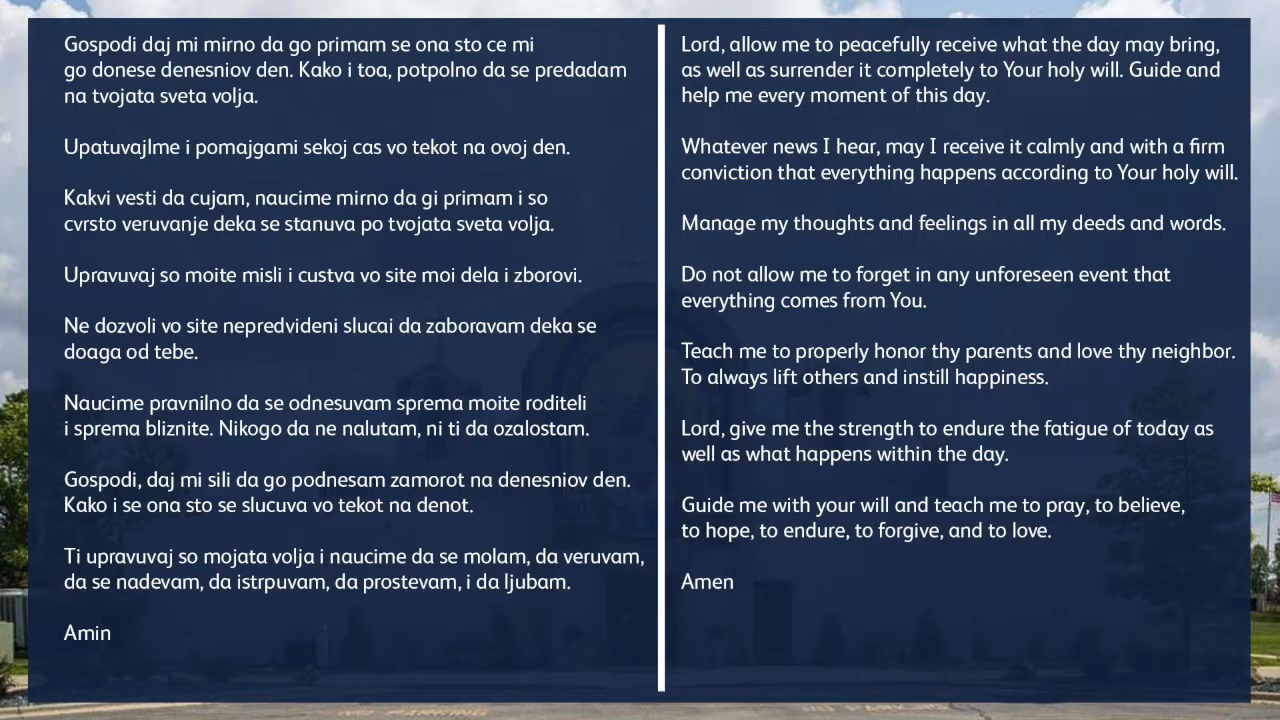 Gospodi daj mi mirno da go primam se ona sto ce mi
go donese denesniov den. Kako i toa, potpolno da se predadam
na tvojata sveta volja.
Upatuvajlme i pomajgami sekoj cas vo tekot na ovoj den.
Kakvi vesti da cujam, naucime mirno da gi primam i so
cvrsto veruvanje deka se stanuva po tvojata sveta volja.
Upravuvaj so moite misli i custva vo site moi dela i zborovi.
Ne dozvoli vo site nepredvideni slucai da zaboravam deka se
doaga od tebe.
Naucime pravnilno da se odnesuvam sprema moite roditeli
i sprema bliznite. Nikogo da ne nalutam, ni ti da ozalostam.
Gospodi, daj mi sili da go podnesam zamorot na denesniov den.
Kako i se ona sto se slucuva vo tekot na denot.
Ti upravuvaj so mojata volja i naucime da se molam, da veruvam,
da se nadevam, da istrpuvam, da prostevam, i da ljubam.
Amin
Lord, allow me to peacefully receive what the day may bring,
as well as surrender it completely to Your holy will. Guide and
help me every moment of this day.
Whatever news I hear, may I receive it calmly and with a firm
conviction that everything happens according to Your holy will.
Manage my thoughts and feelings in all my deeds and words.
Do not allow me to forget in any unforeseen event that
everything comes from You.
Teach me to properly honor thy parents and love thy neighbor.
To always lift others and instill happiness.
Lord, give me the strength to endure the fatigue of today as
well as what happens within the day.
Guide me with your will and teach me to pray, to believe,
to hope, to endure, to forgive, and to love.
Amen
NO PARKING
NO PARKING